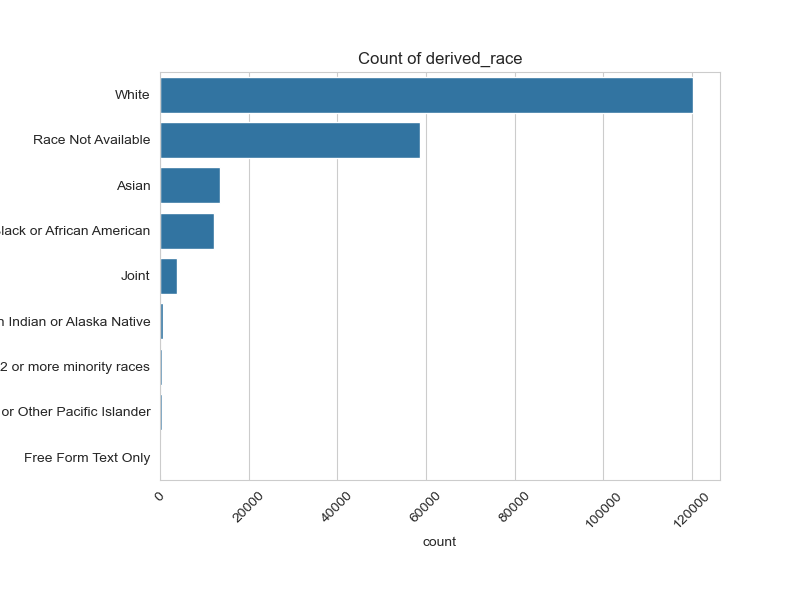 Count of derived_race
White
Race Not Available
Asian
Black or African American
Joint
n Indian or Alaska Native
2 or more minority races
or Other Pacific Islander
Free Form Text Only
0
20000
40000
60000
80000
100000
120000
count